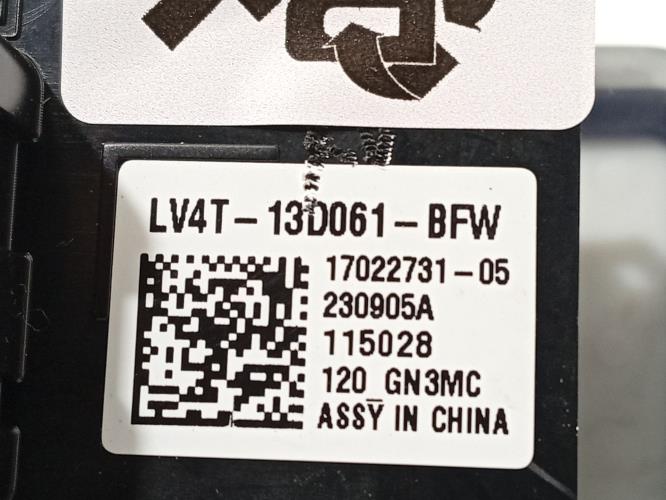 LV4T-13D061-BFW
17022731-05
230905A
115028
120 GN3MC
ASSY IN CHINA